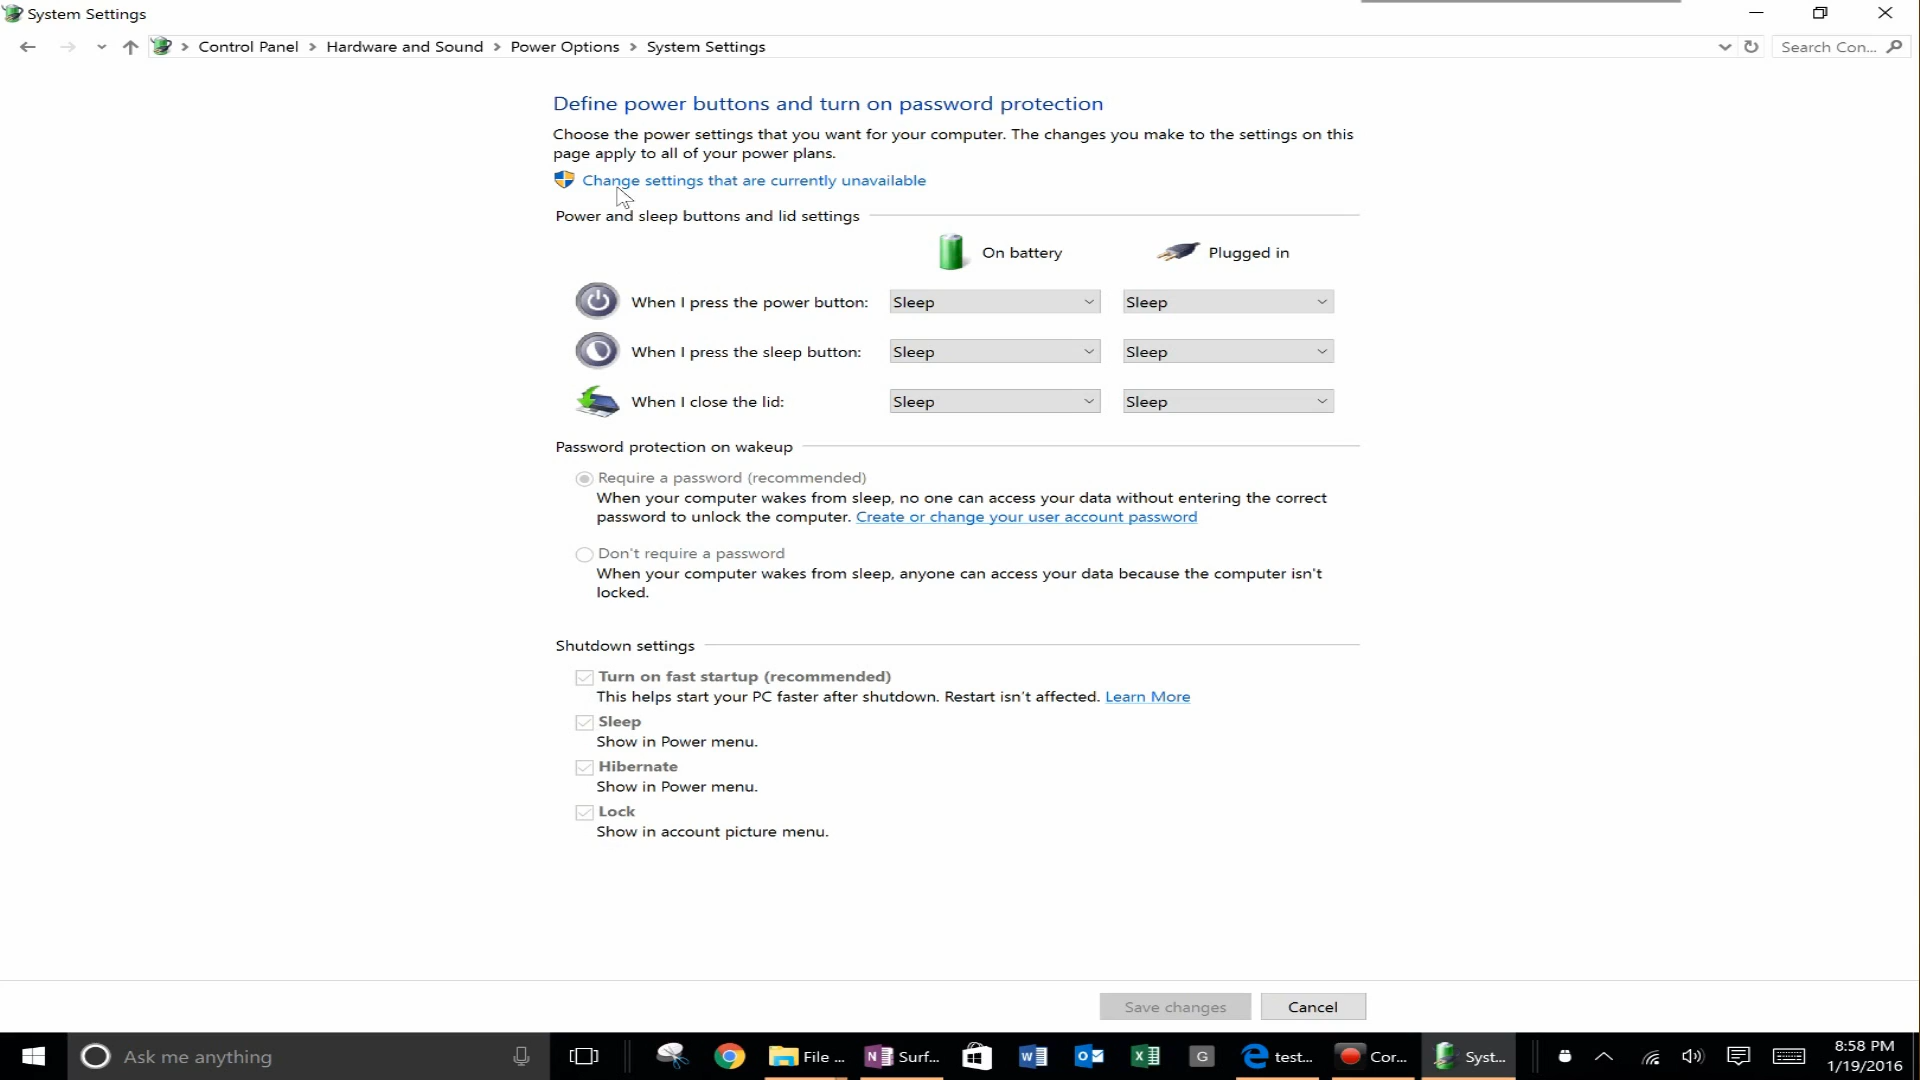 System Settings
Control Panel > Hardware and Sound > Power Options > System Settings
Search Con...
Define power buttons and turn on password protection
Choose the power settings that you want for your computer. The changes you make to the settings on this
page apply to all of your power plans.
Change settings that are currently unavailable
Power and sleep buttons and lid settings
On battery Plugged in
When I press the power button: Sleep Sleep
When I press the sleep button: Sleep Sleep
When I close the lid: Sleep Sleep
Password protection on wakeup
Require a password (recommended)
When your computer wakes from sleep, no one can access your data without entering the correct
password to unlock the computer. Create or change your user account password
Don't require a password
When your computer wakes from sleep, anyone can access your data because the computer isn't
locked.
Shutdown settings
Turn on fast startup (recommended)
This helps start your PC faster after shutdown. Restart isn't affected. Learn More
Sleep
Show in Power menu.
Hibernate
Show in Power menu.
Lock
Show in account picture menu.
Save changes Cancel
Ask me anything File ... N Surf... W O X G test... Cor... Syst... 8:58 PM
1/19/2016